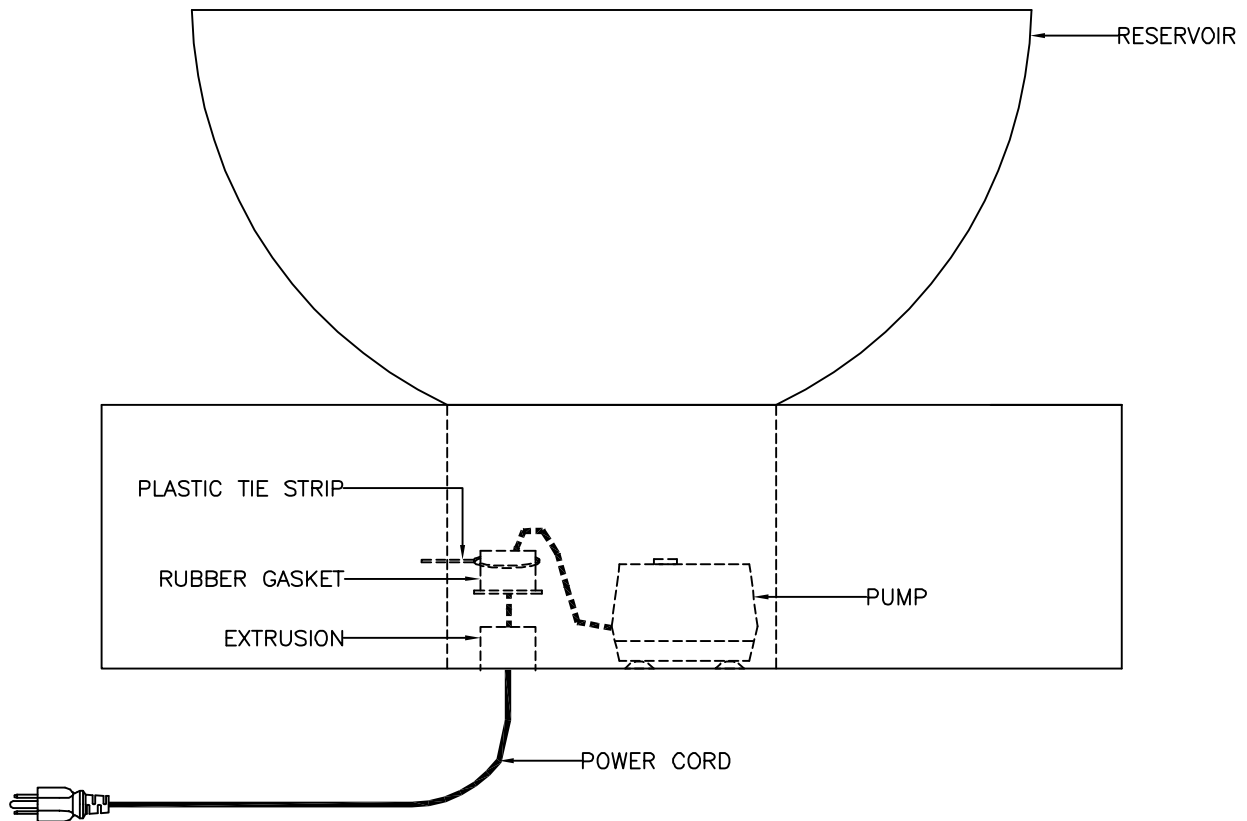 RESERVOIR
PLASTIC TIE STRIP
RUBBER GASKET
PUMP
EXTRUSION
POWER CORD